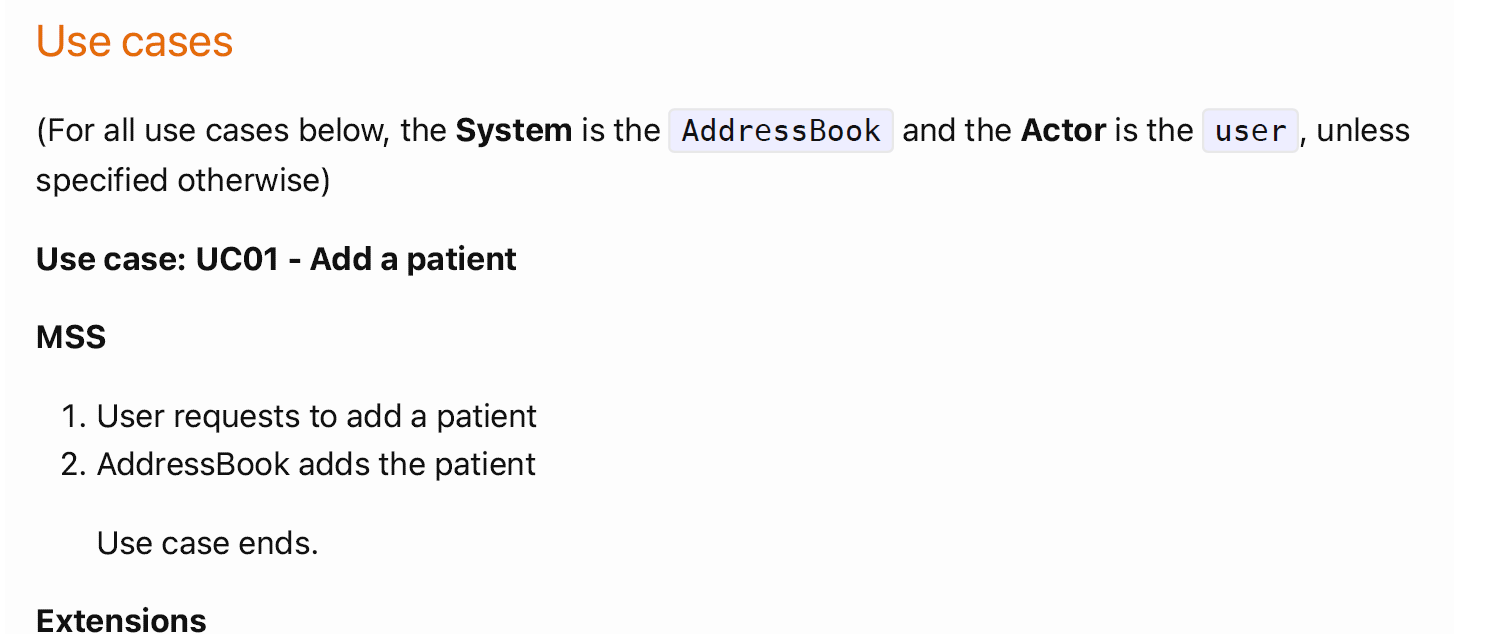 Use cases
(For all use cases below, the System is the AddressBook and the Actor is the user, unless
specified otherwise)
Use case: UC01 - Add a patient
MSS
1. User requests to add a patient
2. AddressBook adds the patient
Use case ends.
Extensions